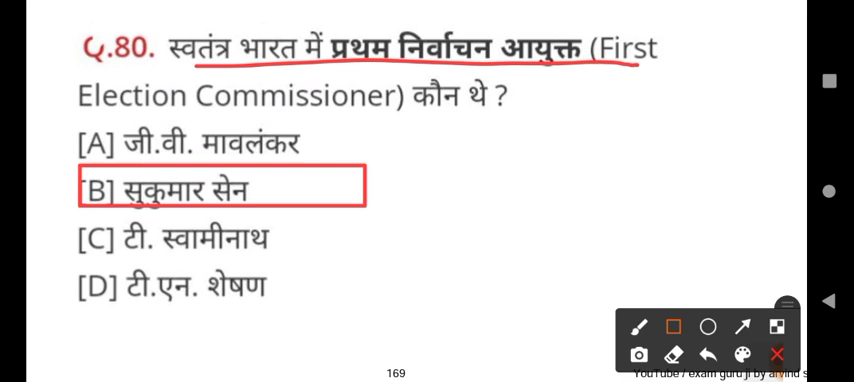 Q.80. स्वतंत्र भारत में प्रथम निर्वाचन आयुक्त (First
Election Commissioner) कौन थे ?
[A] जी.वी. मावलंकर
[B] सुकुमार सेन
[C] टी. स्वामीनाथ
[D] टी.एन. शेषण
169
YouTube / exam guru ji by arvind s